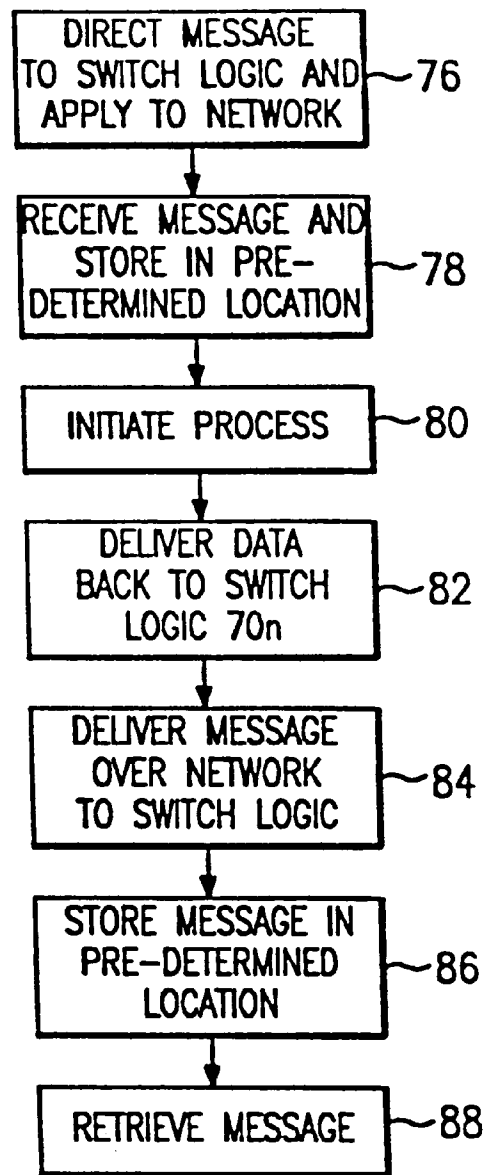 DIRECT MESSAGE
TO SWITCH LOGIC AND
APPLY TO NETWORK
76
RECEIVE MESSAGE AND
STORE IN PRE-
DETERMINED LOCATION
78
INITIATE PROCESS
80
DELIVER DATA
BACK TO SWITCH
LOGIC 70n
82
DELIVER MESSAGE
OVER NETWORK
TO SWITCH LOGIC
84
STORE MESSAGE IN
PRE-DETERMINED
LOCATION
86
RETRIEVE MESSAGE
88